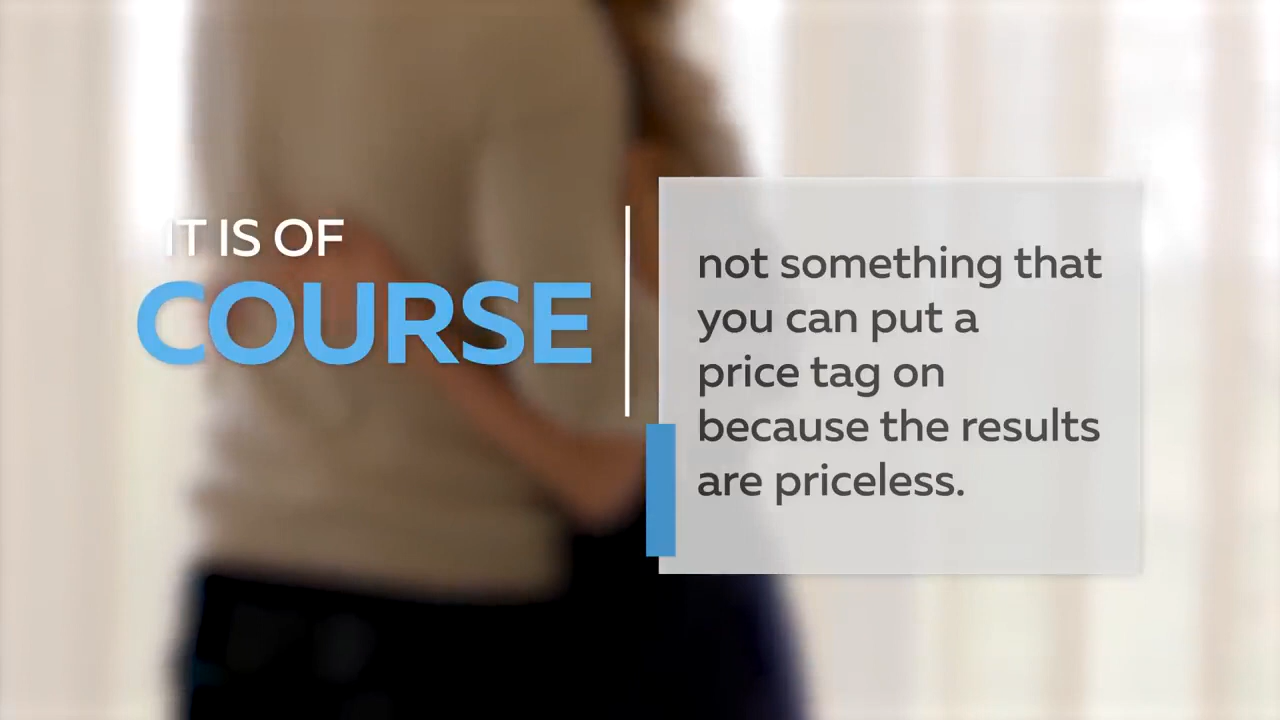 IT IS OF
COURSE
not something that
you can put a
price tag on
because the results
are priceless.